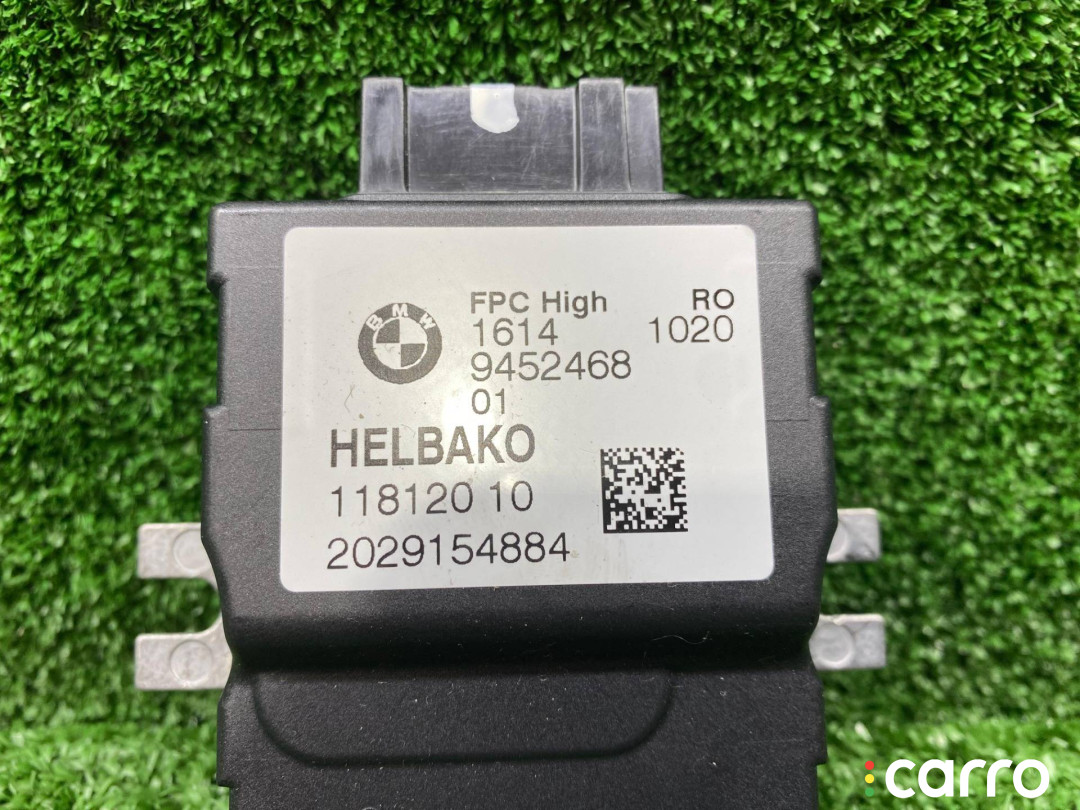 BMW
FPC High RO
1614 1020
9452468
01
HELBAKO
118120 10
2029154884
carro